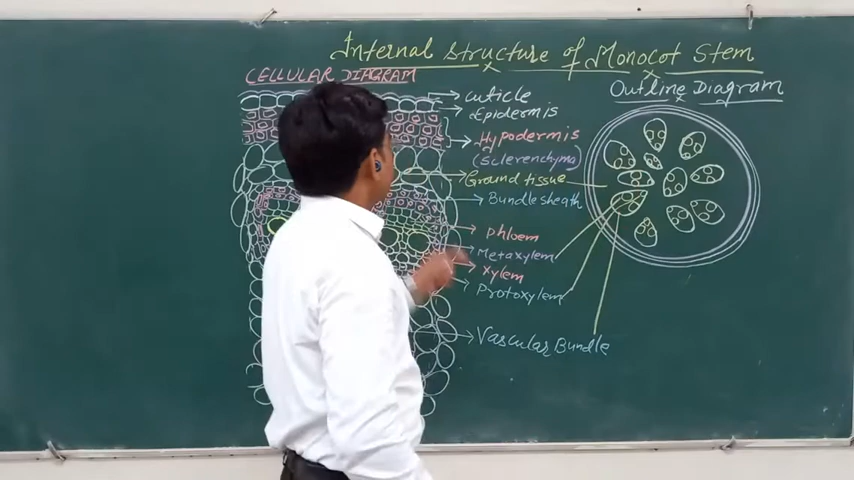 Internal Structure of Monocot Stem
CELLULAR DIAGRAM
Outline Diagram
Cuticle
Epidermis
Hypodermis
(Sclerenchyma)
Ground tissue
Bundle sheath
Phloem
Metaxylem
Xylem
Protoxylem
Vascular Bundle